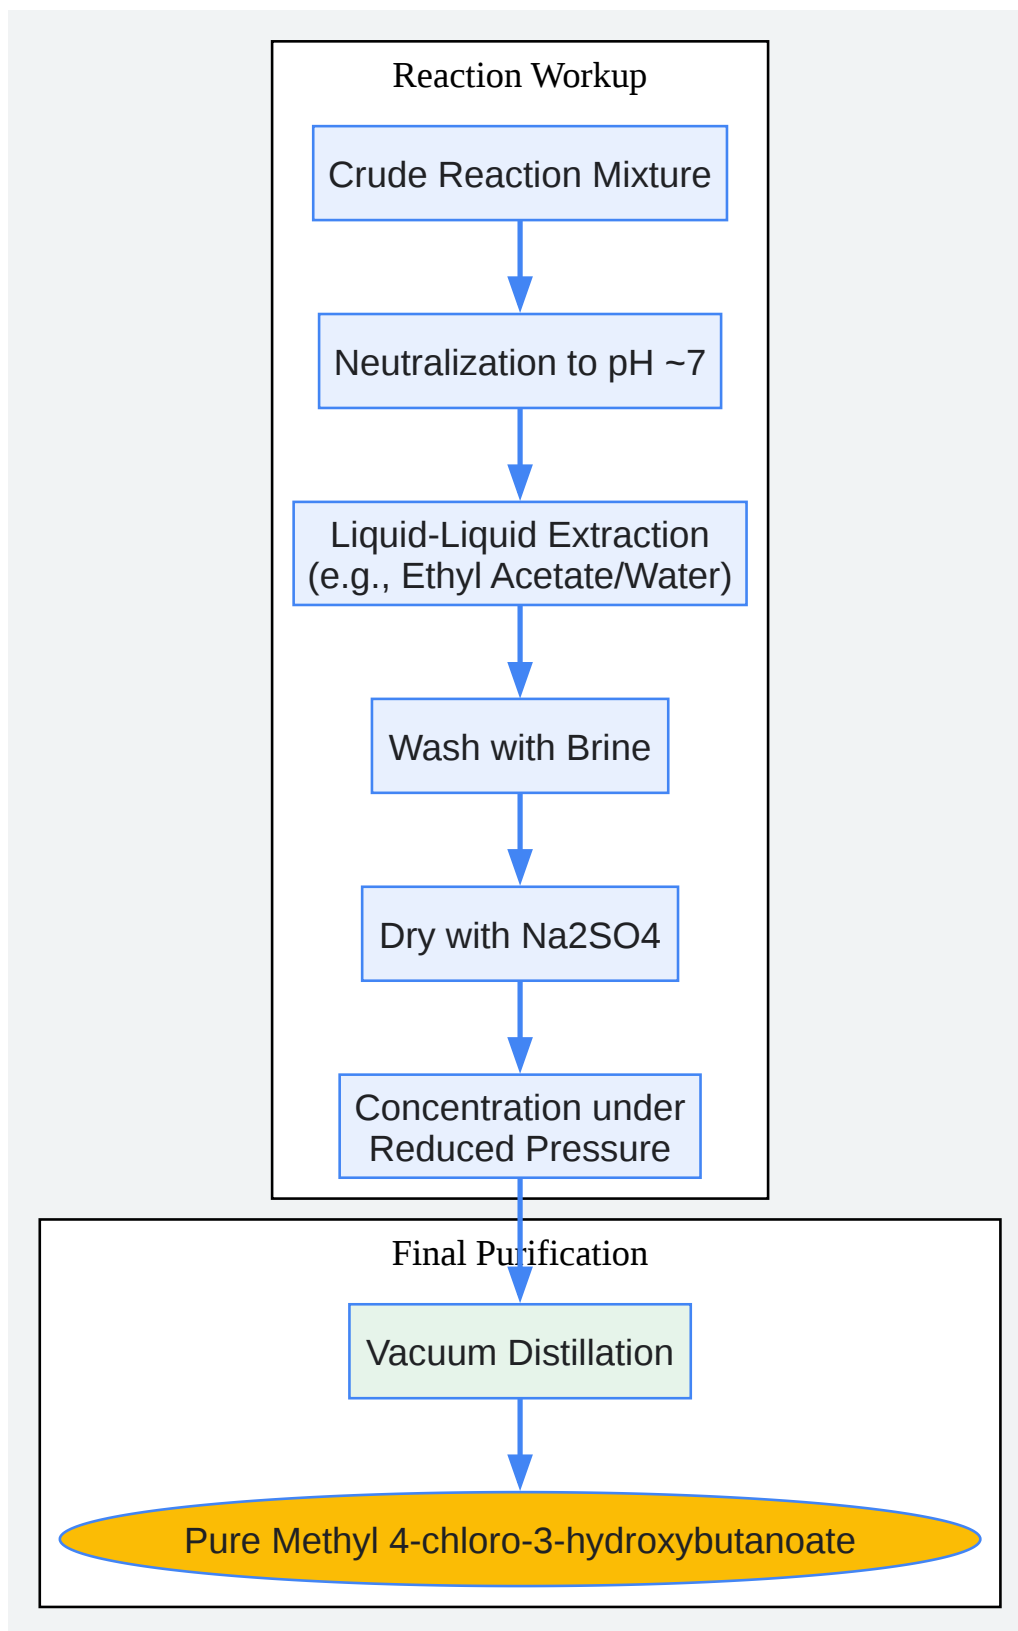 Reaction Workup
Crude Reaction Mixture
Neutralization to pH ~7
Liquid-Liquid Extraction
(e.g., Ethyl Acetate/Water)
Wash with Brine
Dry with Na2SO4
Concentration under
Reduced Pressure
Final Purification
Vacuum Distillation
Pure Methyl 4-chloro-3-hydroxybutanoate